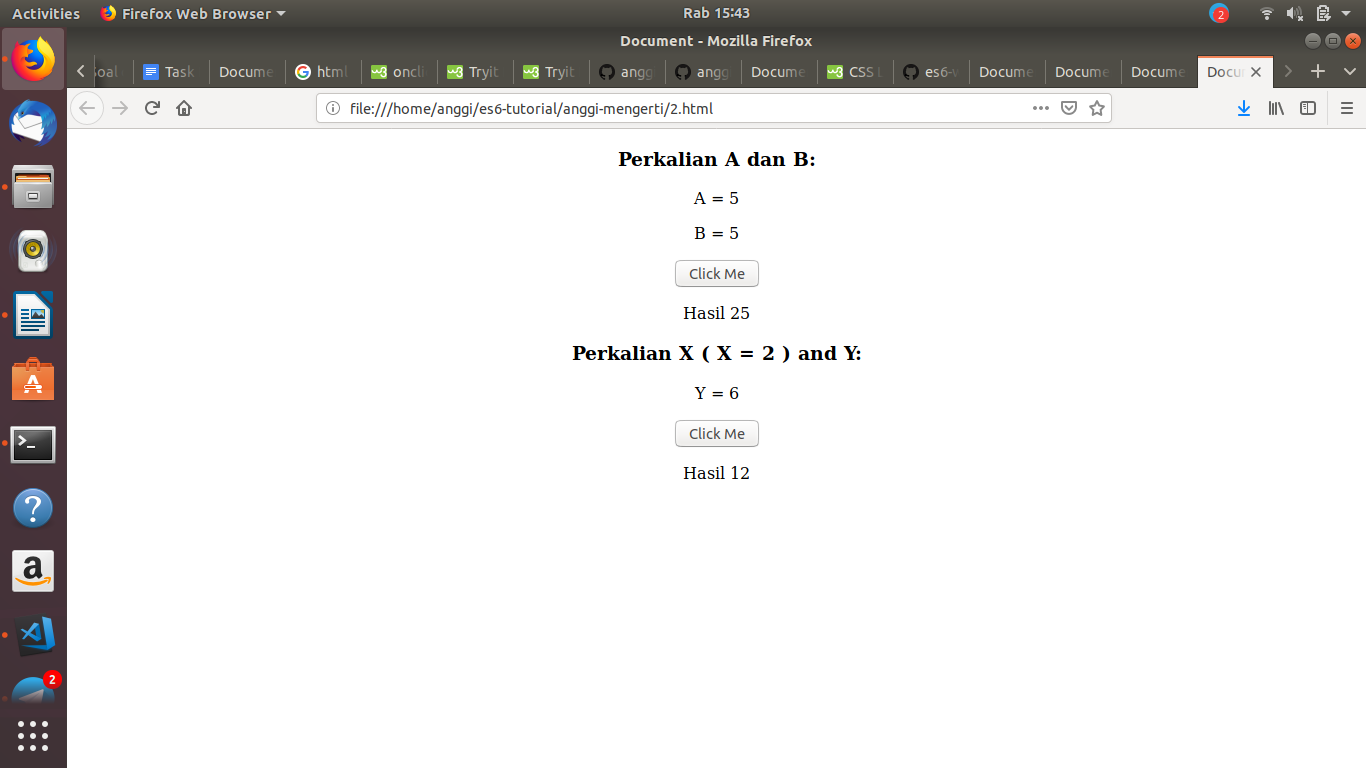 Activities Firefox Web Browser Rab 15:43 2
Document - Mozilla Firefox
Soal Task Docume html oncli Tryit Tryit angg angg Docume CSS L es6-v Docume Docume Docume Docu
file:///home/anggi/es6-tutorial/anggi-mengerti/2.html
Perkalian A dan B:
A = 5
B = 5
Click Me
Hasil 25
Perkalian X ( X = 2 ) and Y:
Y = 6
Click Me
Hasil 12
2